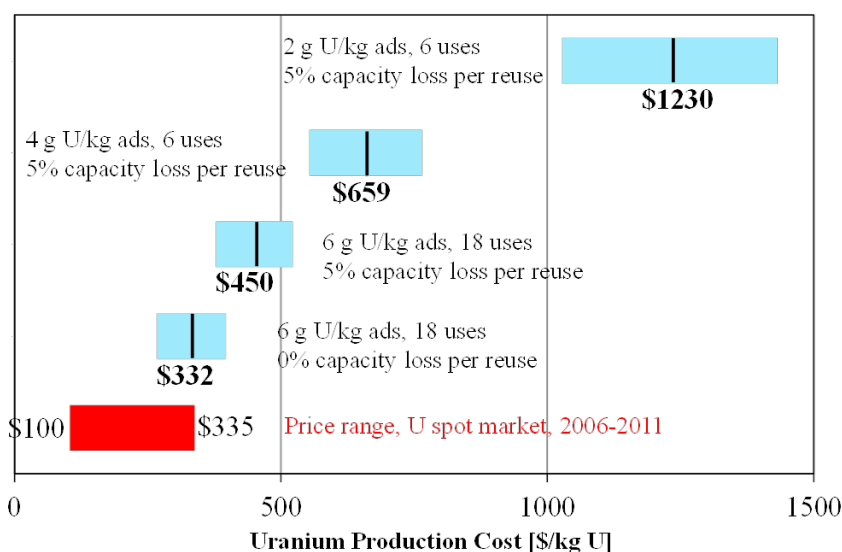 2 g U/kg ads, 6 uses
5% capacity loss per reuse
$1230
4 g U/kg ads, 6 uses
5% capacity loss per reuse
$659
6 g U/kg ads, 18 uses
5% capacity loss per reuse
$450
6 g U/kg ads, 18 uses
0% capacity loss per reuse
$332
$100 $335 Price range, U spot market, 2006-2011
0 500 1000 1500
Uranium Production Cost [$/kg U]